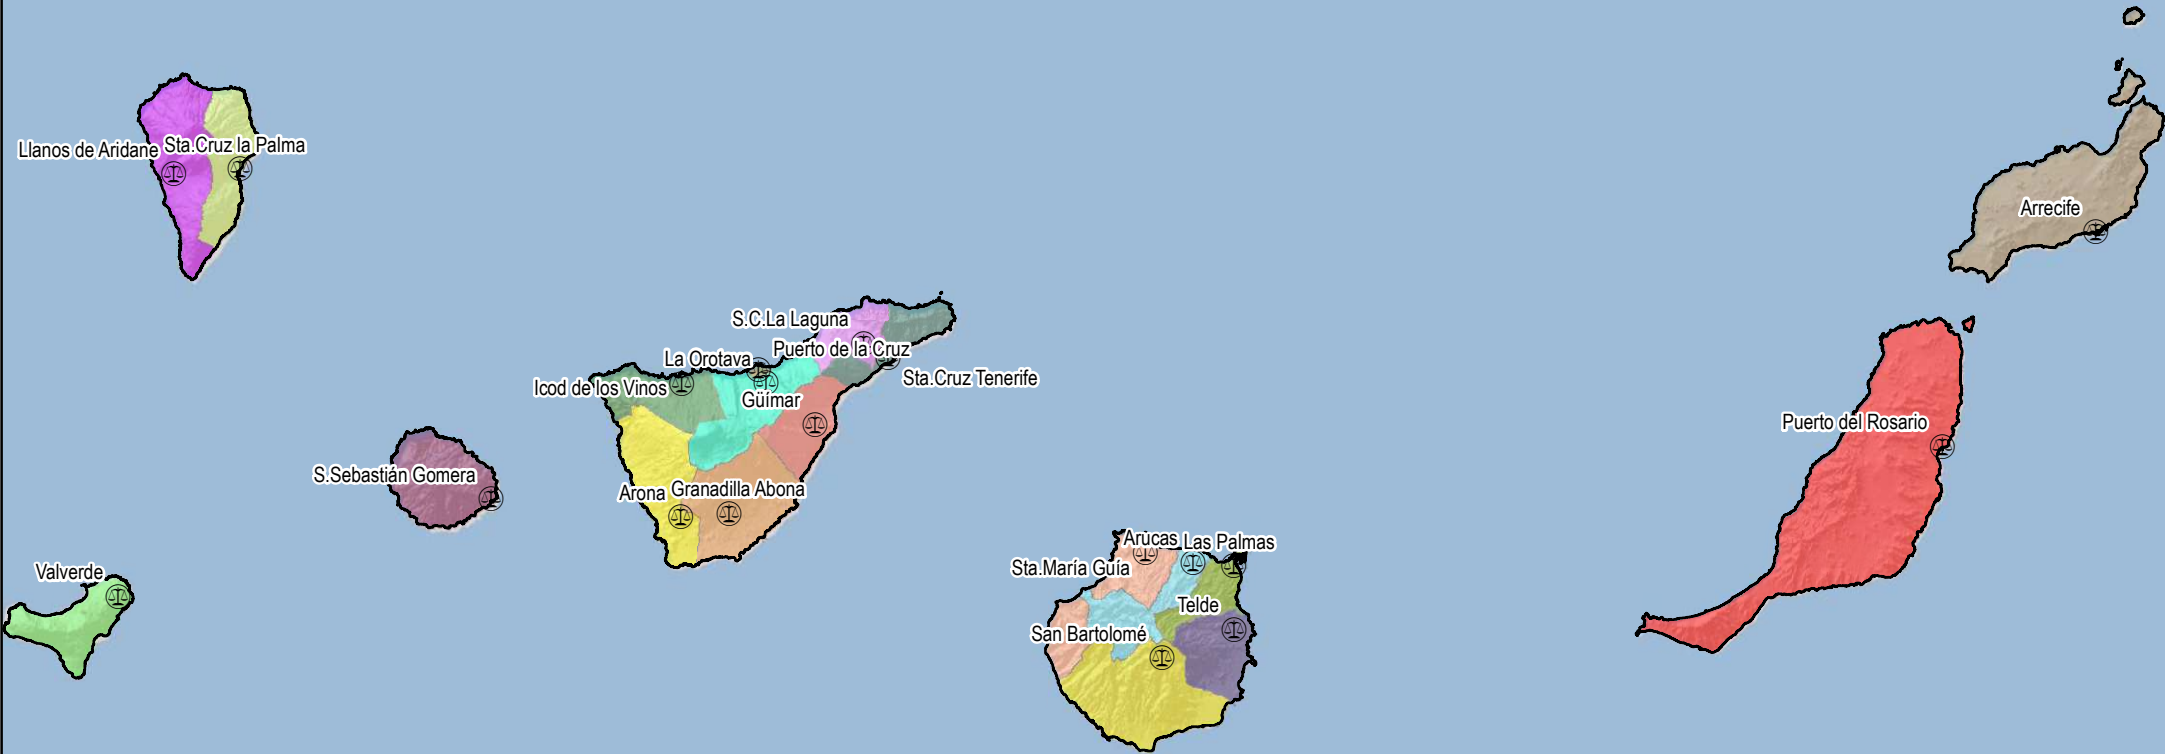 Llanos de Aridane
Sta.Cruz la Palma
Arrecife
S.C.La Laguna
Puerto de la Cruz
La Orotava
Sta.Cruz Tenerife
Icod de los Vinos
Güímar
Puerto del Rosario
S.Sebastián Gomera
Arona
Granadilla Abona
Arucas
Las Palmas
Sta.María Guía
Valverde
Telde
San Bartolomé